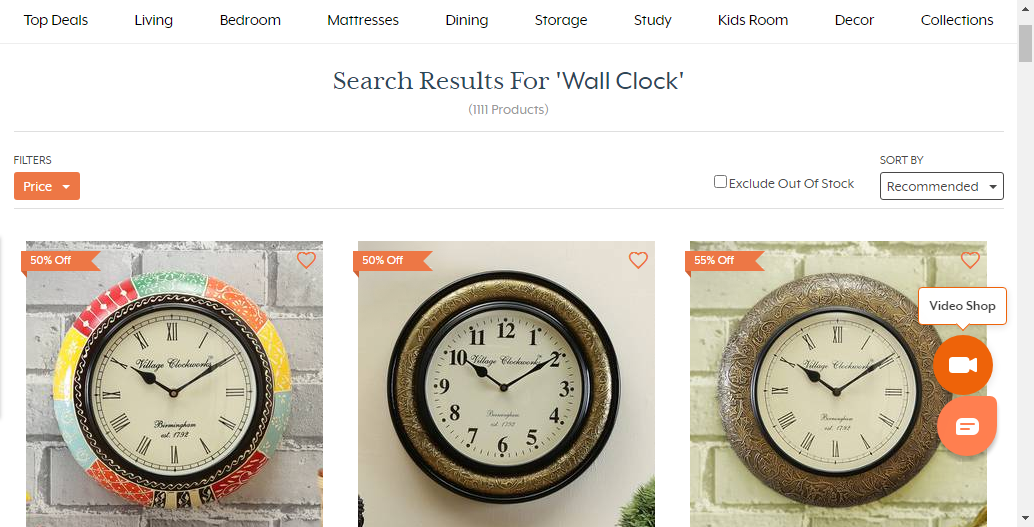 Top Deals Living Bedroom Mattresses Dining Storage Study Kids Room Decor Collections
Search Results For 'Wall Clock'
(1111 Products)
FILTERS
SORT BY
Price
Exclude Out Of Stock
Recommended
50% Off
50% Off
55% Off
Video Shop
XII
Village Clockworks
Birmingham
est. 1792
12
11 1
10 2
Village Clockworks
9 3
8 4
7 5
6
Birmingham
est. 1792
XII
Village Clockworks
Birmingham
est. 1792